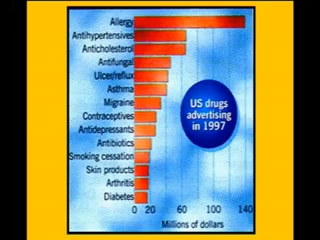 Allergy
Antihypertensives
Anticholesterol
Antifungal
Ulcer/reflux
Asthma
Migraine
Contraceptives
Antidepressants
Antibiotics
Smoking cessation
Skin products
Arthritis
Diabetes
US drugs
advertising
in 1997
0 20 60 100 140
Millions of dollars